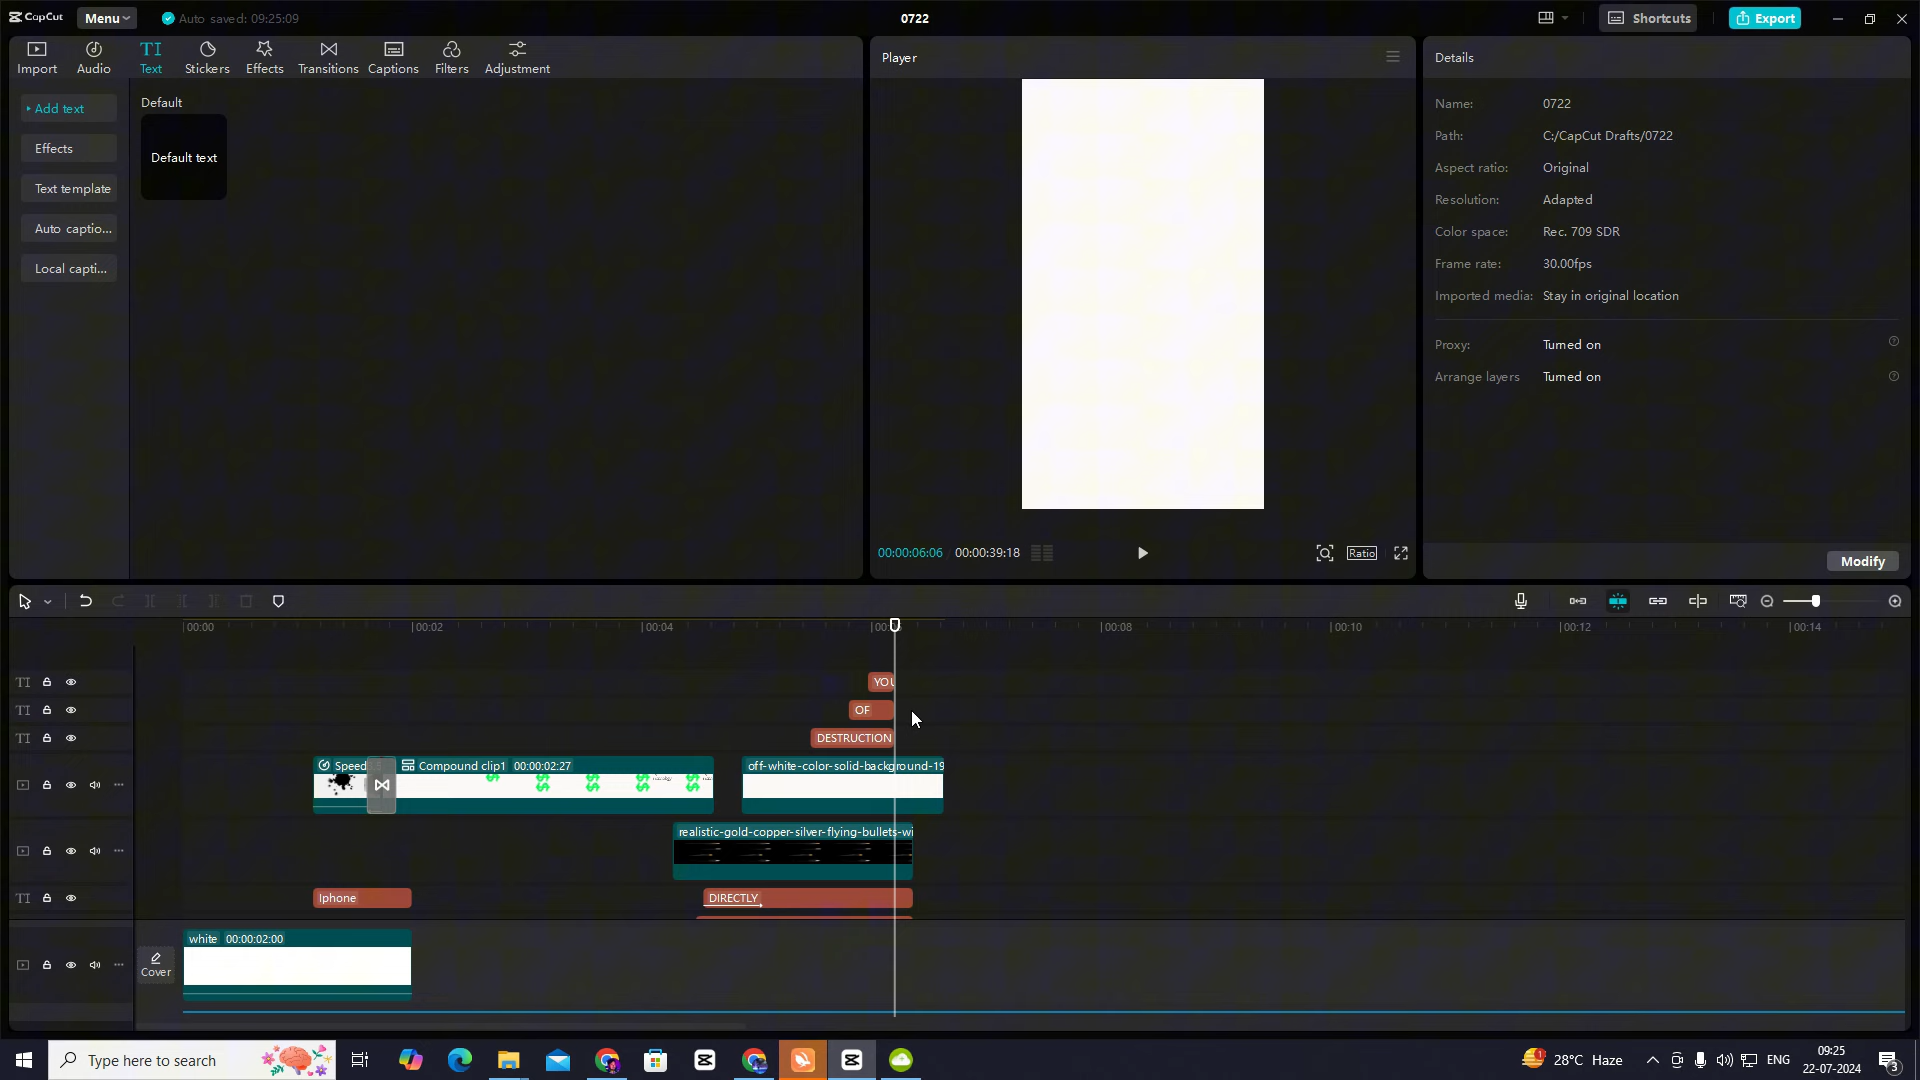 CapCut
Menu
Auto saved: 09:25:09
0722
Shortcuts
Export
Import
Audio
TI
Text
Stickers
Effects
Transitions
Captions
Filters
Adjustment
Add text
Effects
Text template
Auto captio...
Local capti...
Default
Default text
Player
00:00:06:06
00:00:39:18
Ratio
Details
Name: 0722
Path: C:/CapCut Drafts/0722
Aspect ratio: Original
Resolution: Adapted
Color space: Rec. 709 SDR
Frame rate: 30.00fps
Imported media: Stay in original location
Proxy: Turned on
Arrange layers Turned on
Modify
00:00
00:02
00:04
00:08
00:10
00:12
00:14
TI
YOU
TI
OF
TI
DESTRUCTION
Speed
Compound clip1 00:00:02:27
off-white-color-solid-background-19
realistic-gold-copper-silver-flying-bullets-wi
TI
Iphone
DIRECTLY
Cover
white 00:00:02:00
Type here to search
1
28°C Haze
ENG
09:25
22-07-2024
3